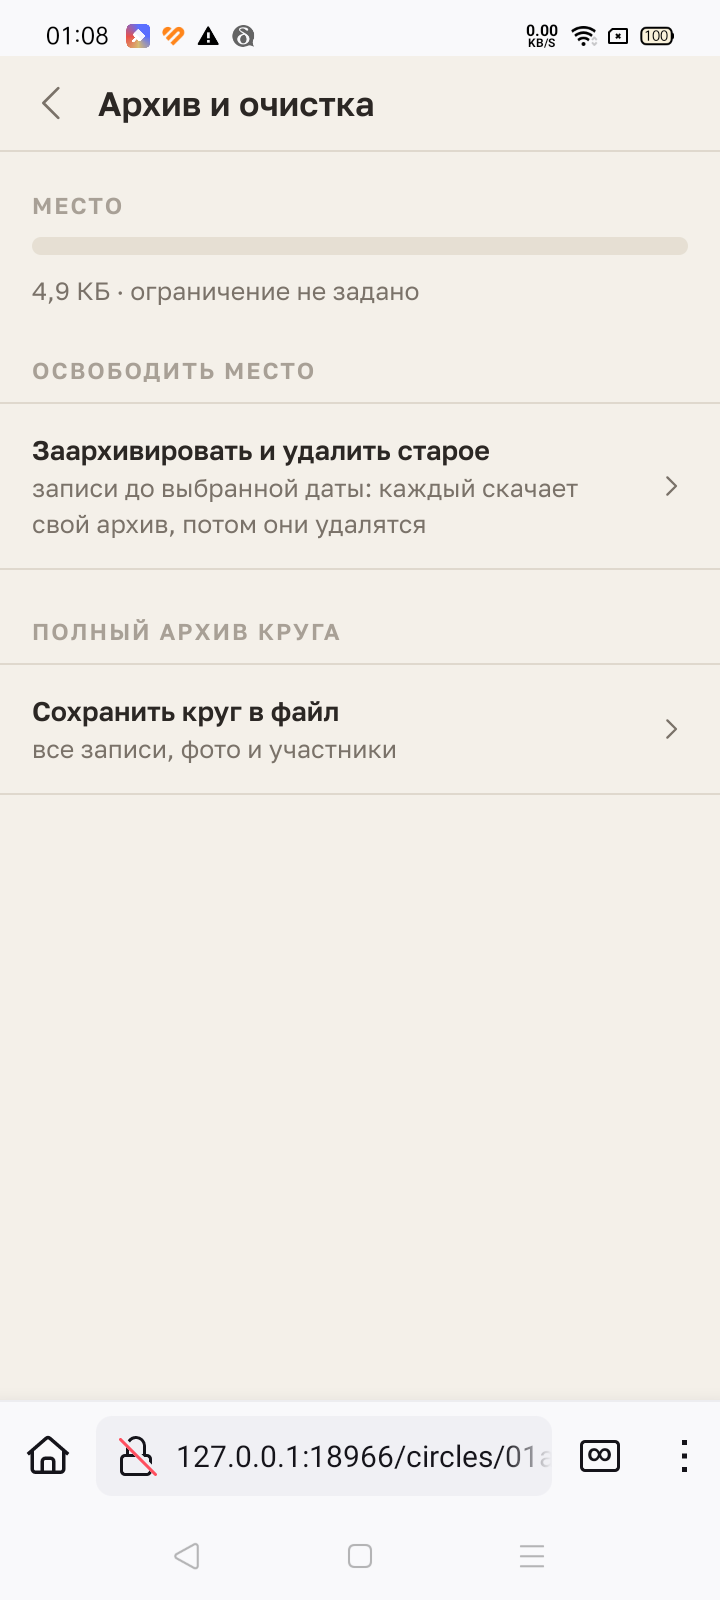 01:08
0.00
KB/S
100
Архив и очистка
МЕСТО
4,9 КБ · ограничение не задано
ОСВОБОДИТЬ МЕСТО
Заархивировать и удалить старое
записи до выбранной даты: каждый скачает
свой архив, потом они удалятся
ПОЛНЫЙ АРХИВ КРУГА
Сохранить круг в файл
все записи, фото и участники
127.0.0.1:18966/circles/01a